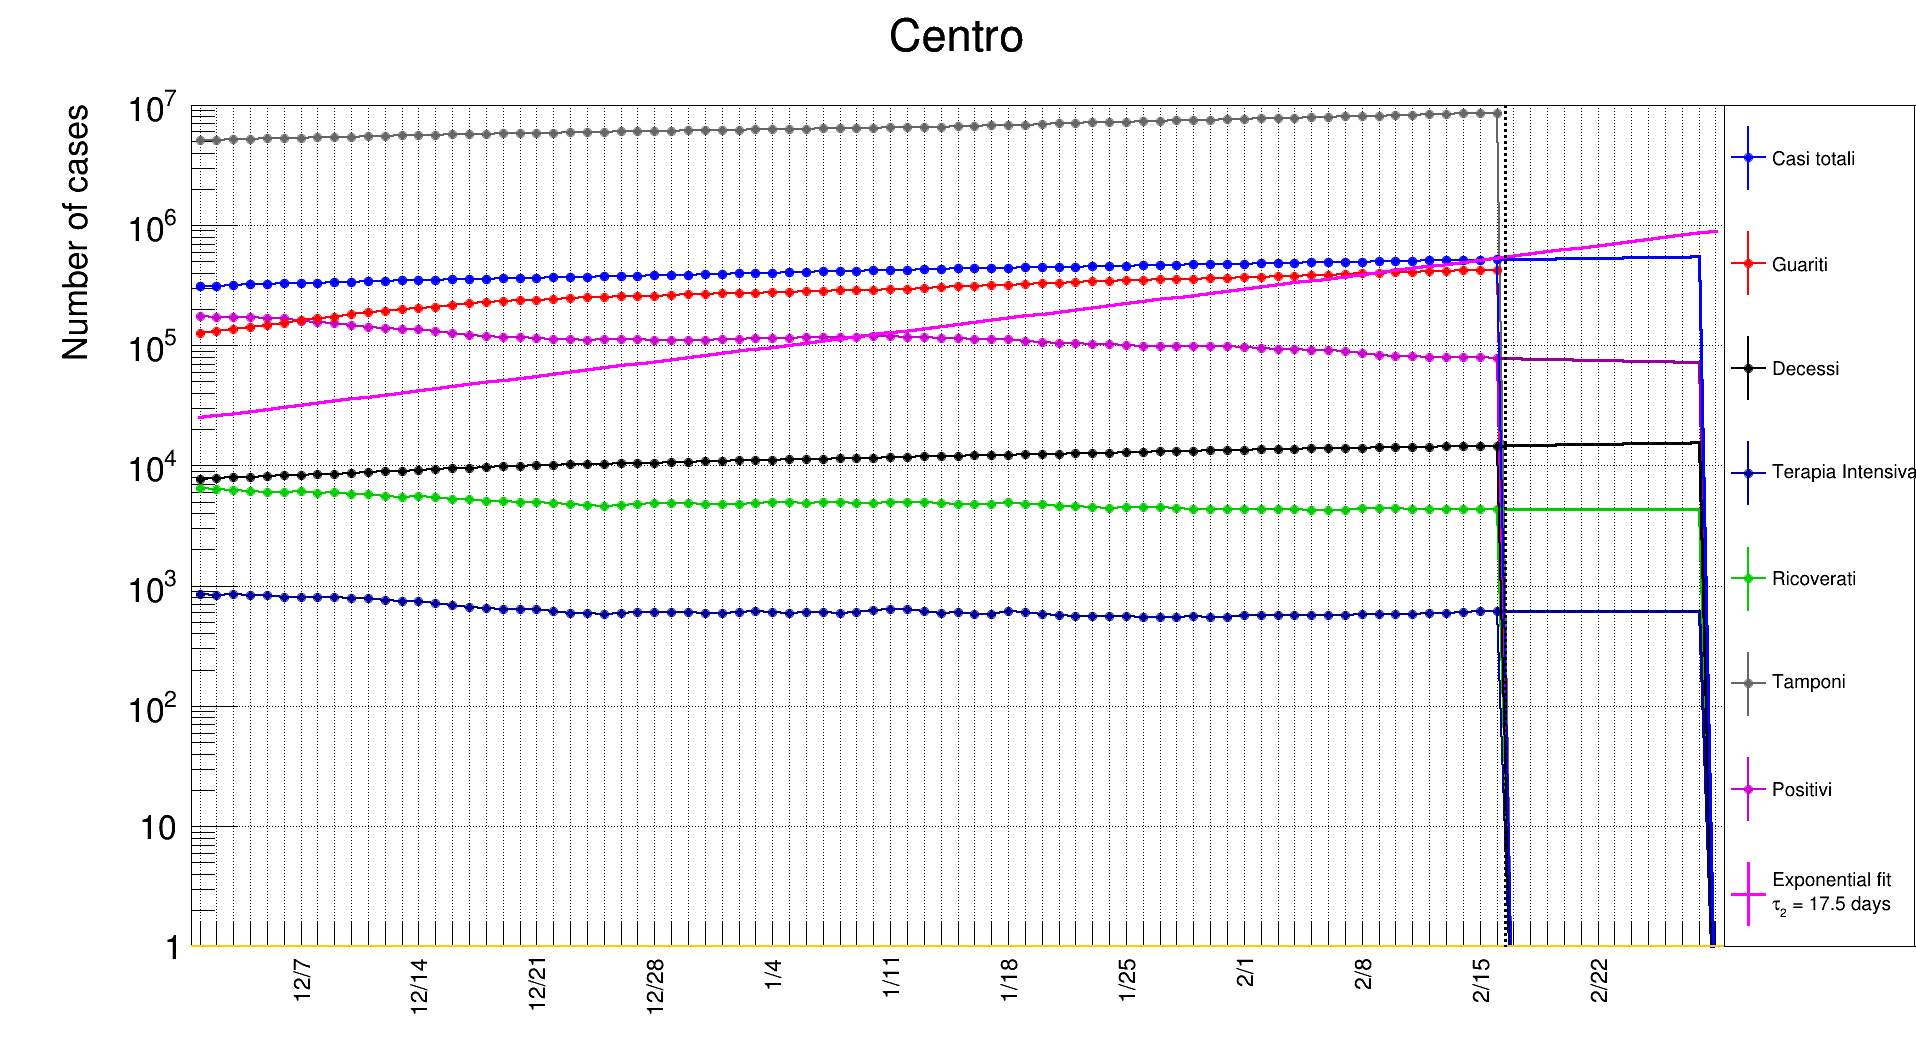 Centro
Number of cases
10^7
10^6
10^5
10^4
10^3
10^2
10
1
12/7
12/14
12/21
12/28
1/4
1/11
1/18
1/25
2/1
2/8
2/15
2/22
Casi totali
Guariti
Decessi
Terapia Intensiva
Ricoverati
Tamponi
Positivi
Exponential fit
τ_2 = 17.5 days